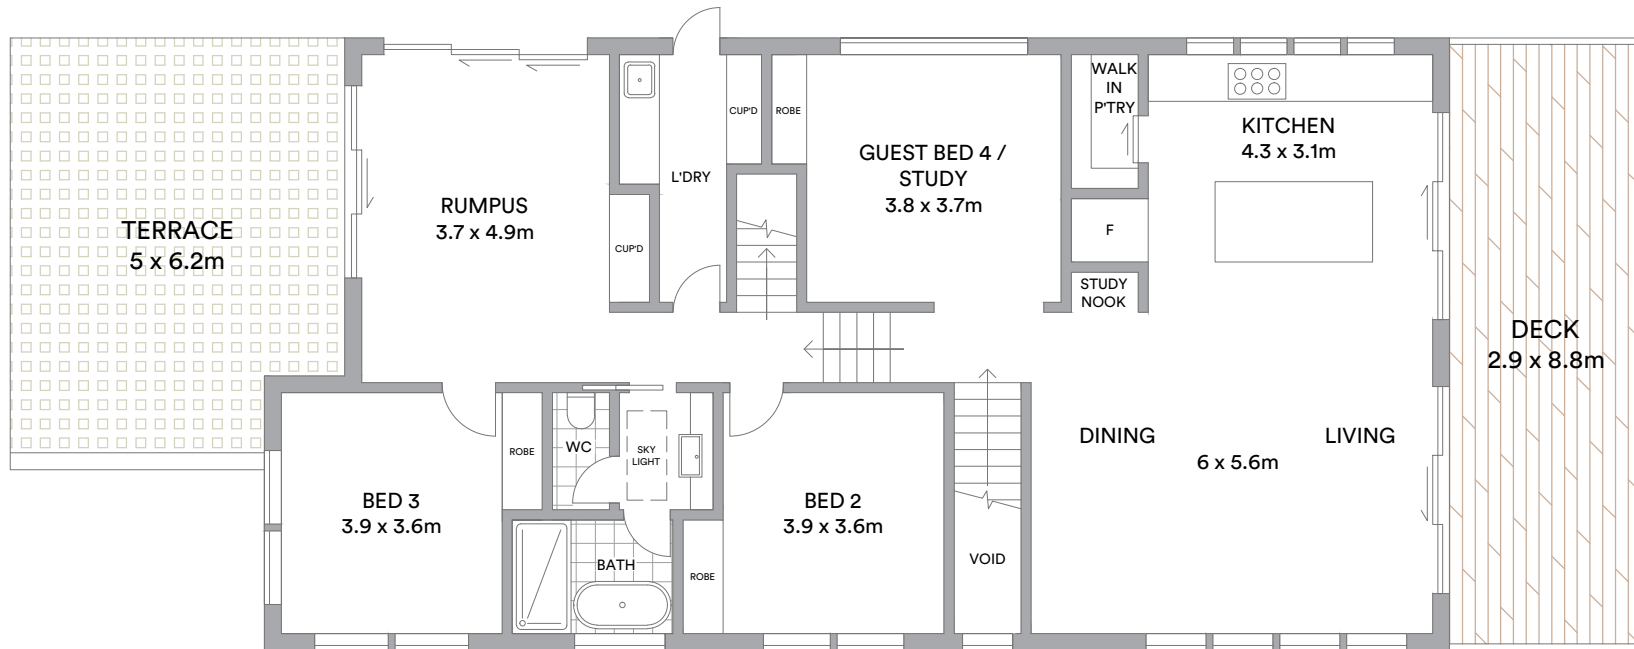 TERRACE
5 x 6.2m
RUMPUS
3.7 x 4.9m
CUP'D
L'DRY
CUP'D
ROBE
GUEST BED 4 /
STUDY
3.8 x 3.7m
WALK
IN
P'TRY
KITCHEN
4.3 x 3.1m
F
STUDY
NOOK
DECK
2.9 x 8.8m
BED 3
3.9 x 3.6m
ROBE
WC
SKY
LIGHT
BATH
ROBE
BED 2
3.9 x 3.6m
VOID
DINING
LIVING
6 x 5.6m